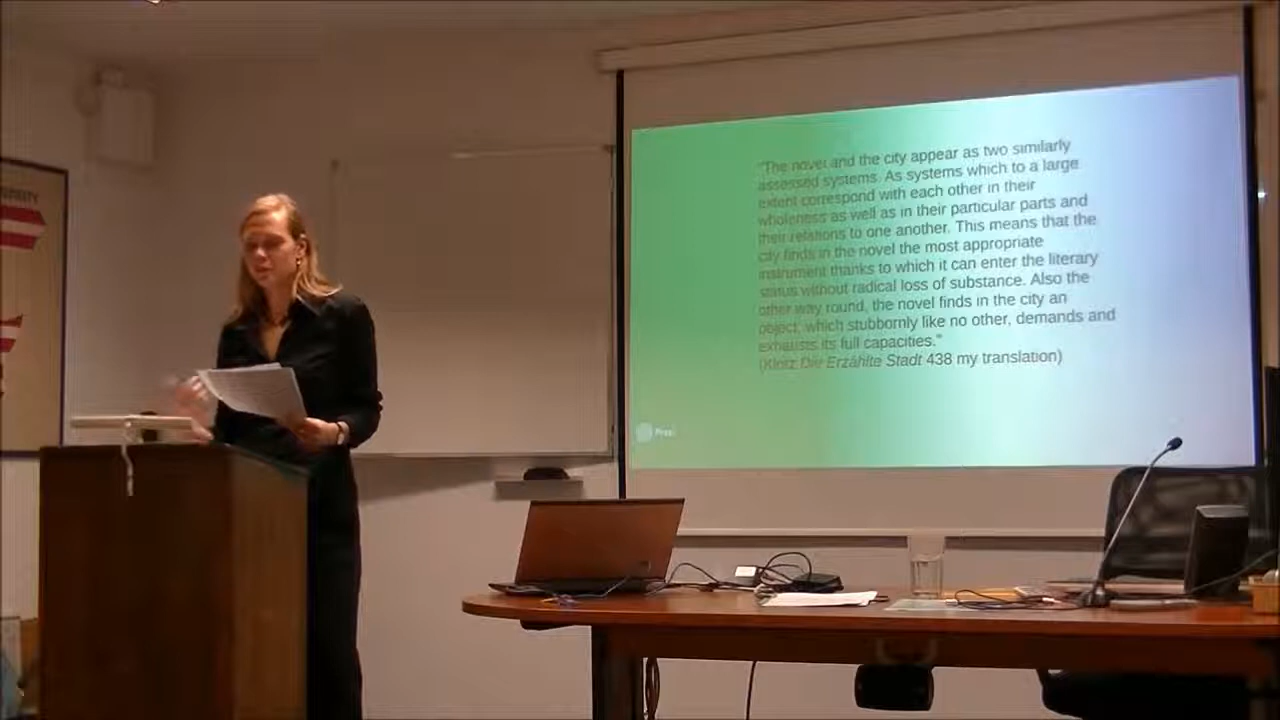 "The novel and the city appear as two similarly
assessed systems. As systems which to a large
extent correspond with each other in their
wholeness as well as in their particular parts and
their relations to one another. This means that the
city finds in the novel the most appropriate
instrument thanks to which it can enter the literary
status without radical loss of substance. Also the
other way round, the novel finds in the city an
object, which stubbornly like no other, demands and
exhausts its full capacities."
(Klotz Die Erzählte Stadt 438 my translation)
Prezi